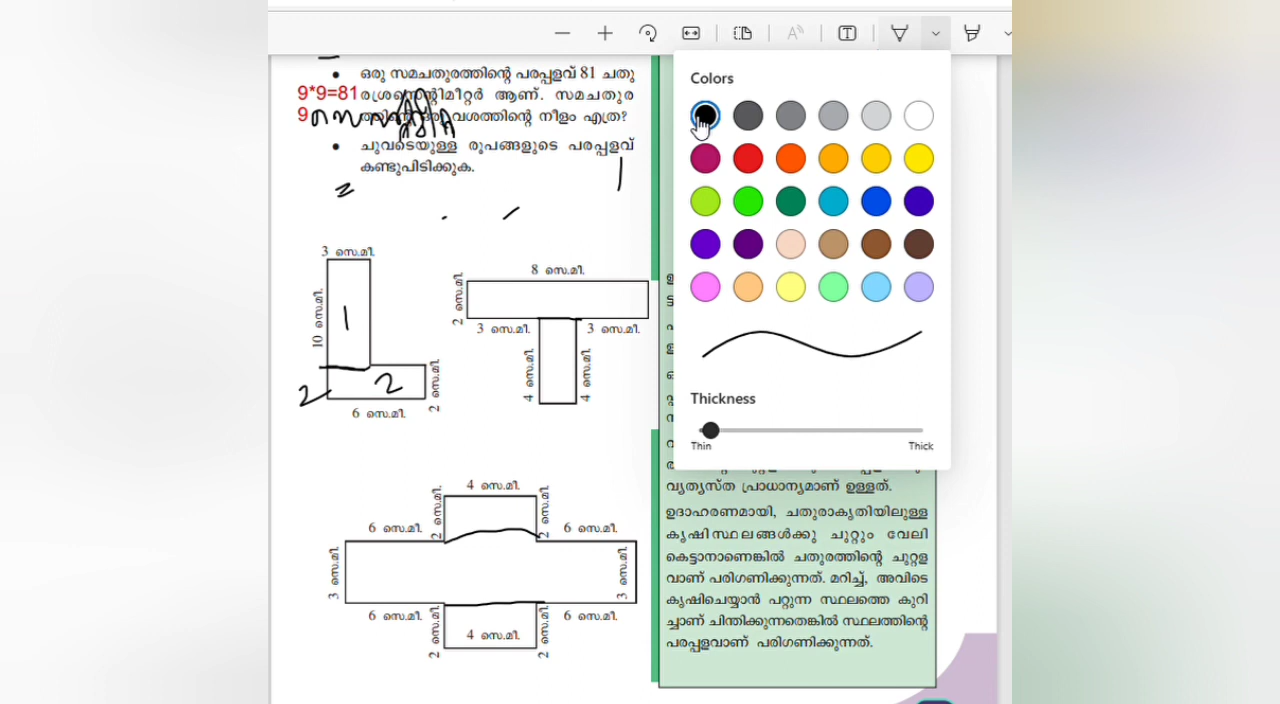 ഒരു സമചതുരത്തിന്റെ പരപ്പളവ് 81 ചതു
രശ്രസെന്റിമീറ്റർ ആണ്. സമചതുര
ത്തിന്റെ ഒരു വശത്തിന്റെ നീളം എത്ര?
9*9=81
9
ചുവടെയുള്ള രൂപങ്ങളുടെ പരപ്പളവ്
കണ്ടുപിടിക്കുക.
3 സെ.മീ.
10 സെ.മീ.
1
2
2
2 സെ.മീ.
6 സെ.മീ.
8 സെ.മീ.
2 സെ.മീ.
3 സെ.മീ.
3 സെ.മീ.
4 സെ.മീ.
4 സെ.മീ.
4 സെ.മീ.
2 സെ.മീ.
2 സെ.മീ.
6 സെ.മീ.
6 സെ.മീ.
3 സെ.മീ.
3 സെ.മീ.
6 സെ.മീ.
6 സെ.മീ.
2 സെ.മീ.
4 സെ.മീ.
2 സെ.മീ.
Colors
Thickness
Thin
Thick
വ്യത്യസ്ത പ്രാധാന്യമാണ് ഉള്ളത്.
ഉദാഹരണമായി, ചതുരാകൃതിയിലുള്ള
കൃഷിസ്ഥലങ്ങൾക്കു ചുറ്റും വേലി
കെട്ടാനാണെങ്കിൽ ചതുരത്തിന്റെ ചുറ്റള
വാണ് പരിഗണിക്കുന്നത്. മറിച്ച്, അവിടെ
കൃഷിചെയ്യാൻ പറ്റുന്ന സ്ഥലത്തെ കുറി
ച്ചാണ് ചിന്തിക്കുന്നതെങ്കിൽ സ്ഥലത്തിന്റെ
പരപ്പളവാണ് പരിഗണിക്കുന്നത്.